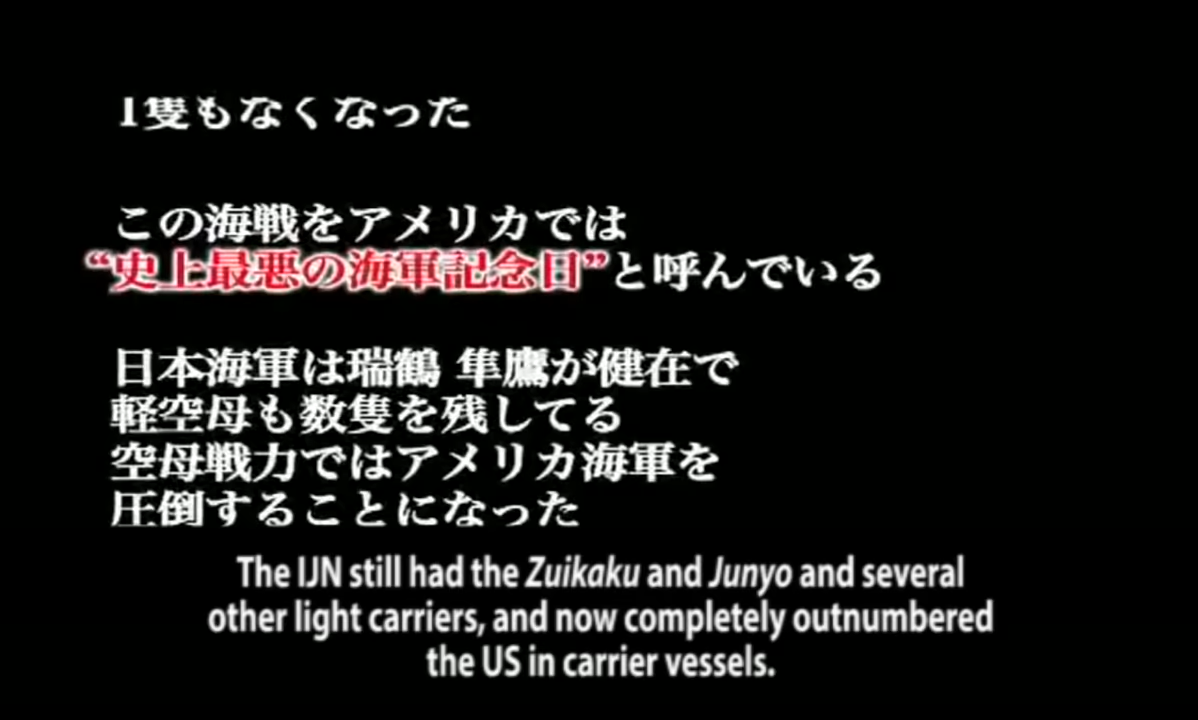 1隻もなくなった
この海戦をアメリカでは
“史上最悪の海軍記念日”と呼んでいる
日本海軍は瑞鶴 隼鷹が健在で
軽空母も数隻を残してる
空母戦力ではアメリカ海軍を
圧倒することになった
The IJN still had the Zuikaku and Junyo and several
other light carriers, and now completely outnumbered
the US in carrier vessels.